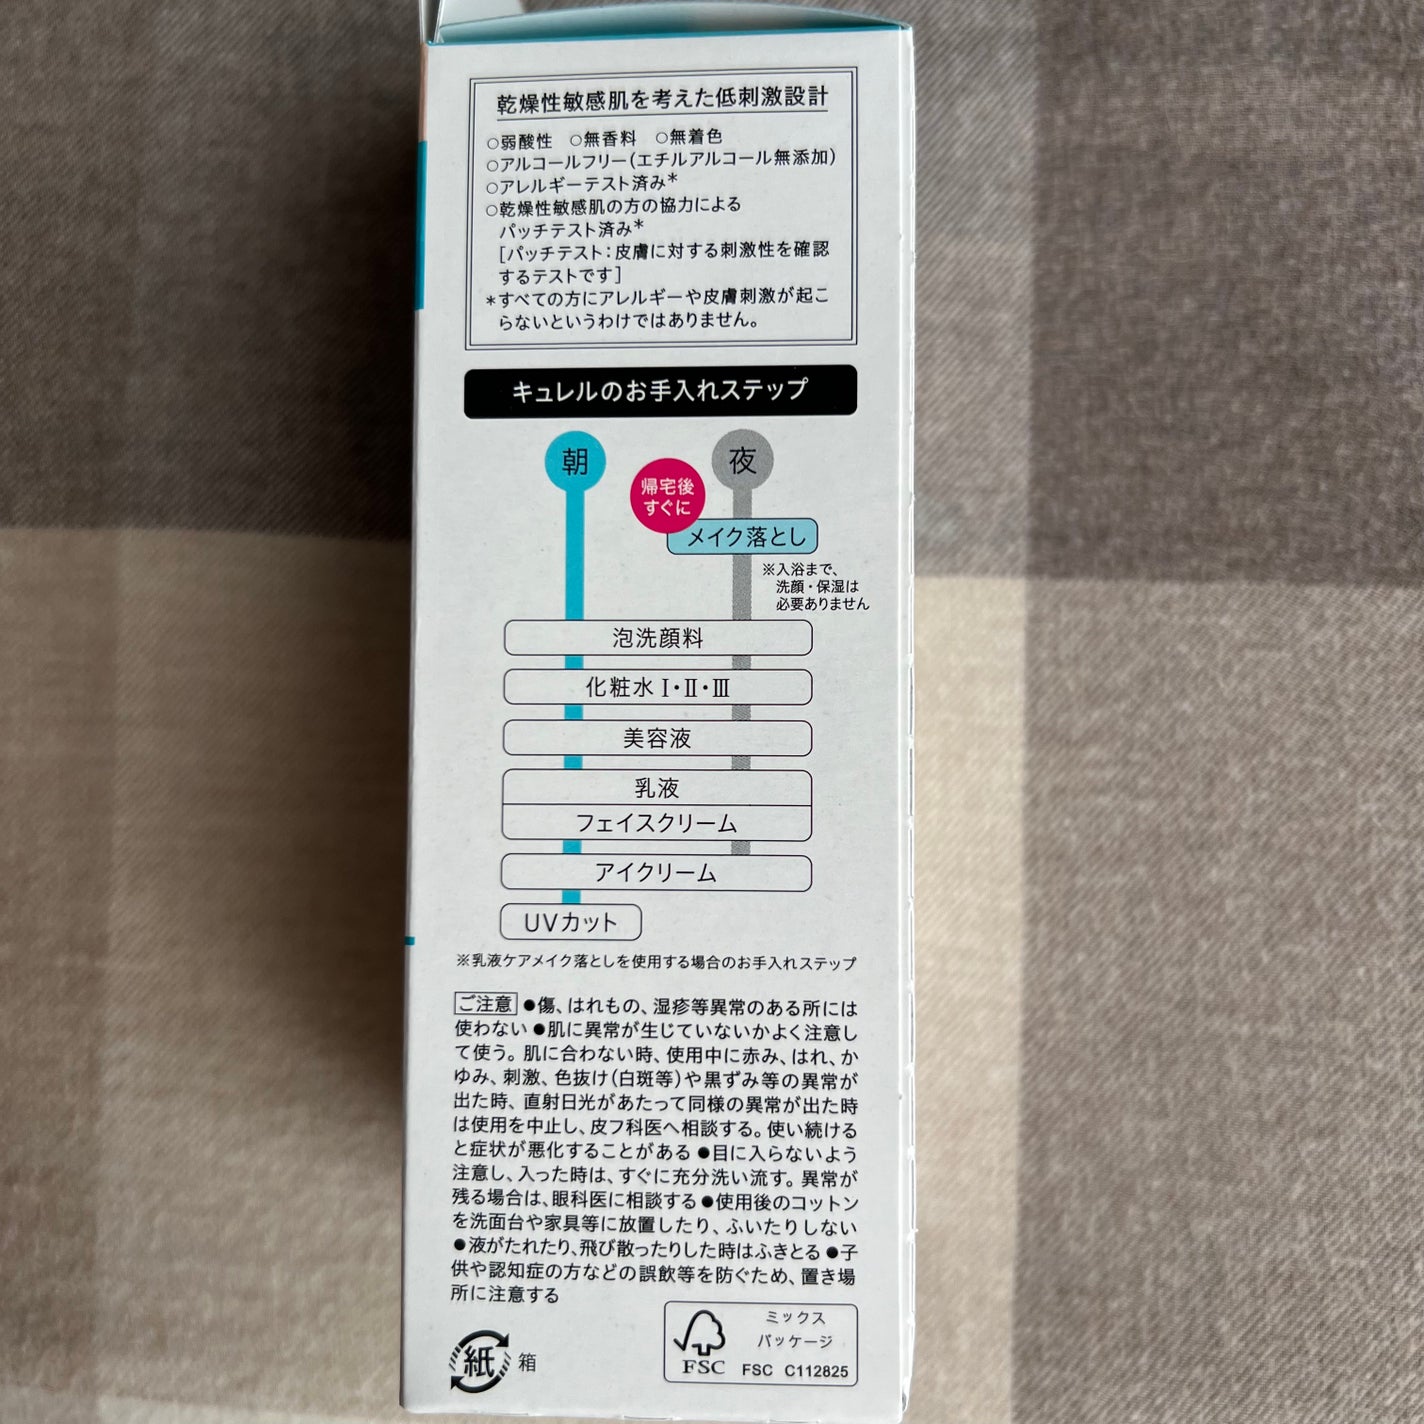 乾燥性敏感肌を考えた低刺激設計
○弱酸性 ○無香料 ○無着色
○アルコールフリー(エチルアルコール無添加)
○アレルギーテスト済み*
○乾燥性敏感肌の方の協力による
パッチテスト済み*
[パッチテスト:皮膚に対する刺激性を確認
するテストです]
*すべての方にアレルギーや皮膚刺激が起こ
らないというわけではありません。
キュレルのお手入れステップ
朝
夜
帰宅後
すぐに
メイク落とし
※入浴まで、
洗顔・保湿は
必要ありません
泡洗顔料
化粧水 Ⅰ・Ⅱ・Ⅲ
美容液
乳液
フェイスクリーム
アイクリーム
UVカット
※乳液ケアメイク落としを使用する場合のお手入れステップ
ご注意 ●傷、はれもの、湿疹等異常のある所には
使わない ●肌に異常が生じていないかよく注意し
て使う。肌に合わない時、使用中に赤み、はれ、か
ゆみ、刺激、色抜け(白斑等)や黒ずみ等の異常が
出た時、直射日光があたって同様の異常が出た時
は使用を中止し、皮フ科医へ相談する。使い続ける
と症状が悪化することがある ●目に入らないよう
注意し、入った時は、すぐに充分洗い流す。異常が
残る場合は、眼科医に相談する ●使用後のコットン
を洗面台や家具等に放置したり、ふいたりしない
●液がたれたり、飛び散ったりした時はふきとる ●子
供や認知症の方などの誤飲等を防ぐため、置き場
所に注意する
紙 箱
FSC
ミックス
パッケージ
FSC C112825